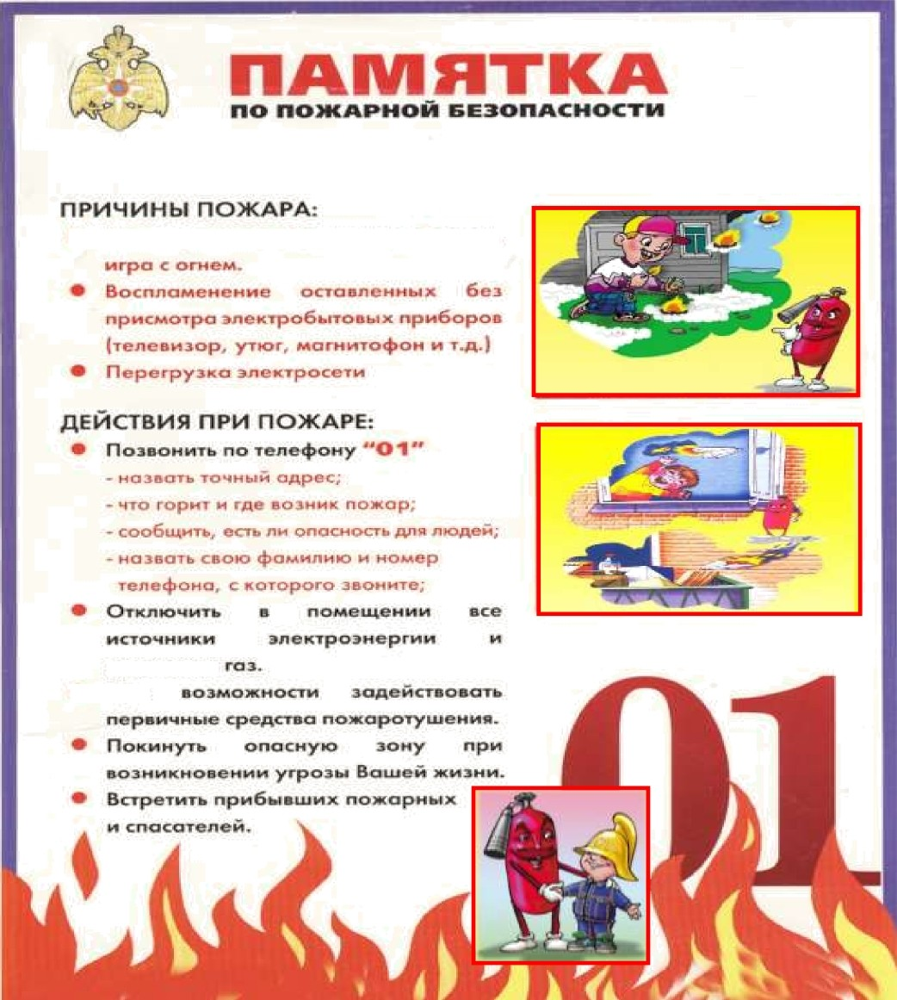 ПАМЯТКА
ПО ПОЖАРНОЙ БЕЗОПАСНОСТИ
ПРИЧИНЫ ПОЖАРА:
игра с огнем.
● Воспламенение оставленных без
присмотра электробытовых приборов
(телевизор, утюг, магнитофон и т.д.)
● Перегрузка электросети
ДЕЙСТВИЯ ПРИ ПОЖАРЕ:
● Позвонить по телефону “01”
- назвать точный адрес;
- что горит и где возник пожар;
- сообщить, есть ли опасность для людей;
- назвать свою фамилию и номер
телефона, с которого звоните;
● Отключить в помещении все
источники электроэнергии и
газ.
возможности задействовать
первичные средства пожаротушения.
● Покинуть опасную зону при
возникновении угрозы Вашей жизни.
● Встретить прибывших пожарных
и спасателей.
01